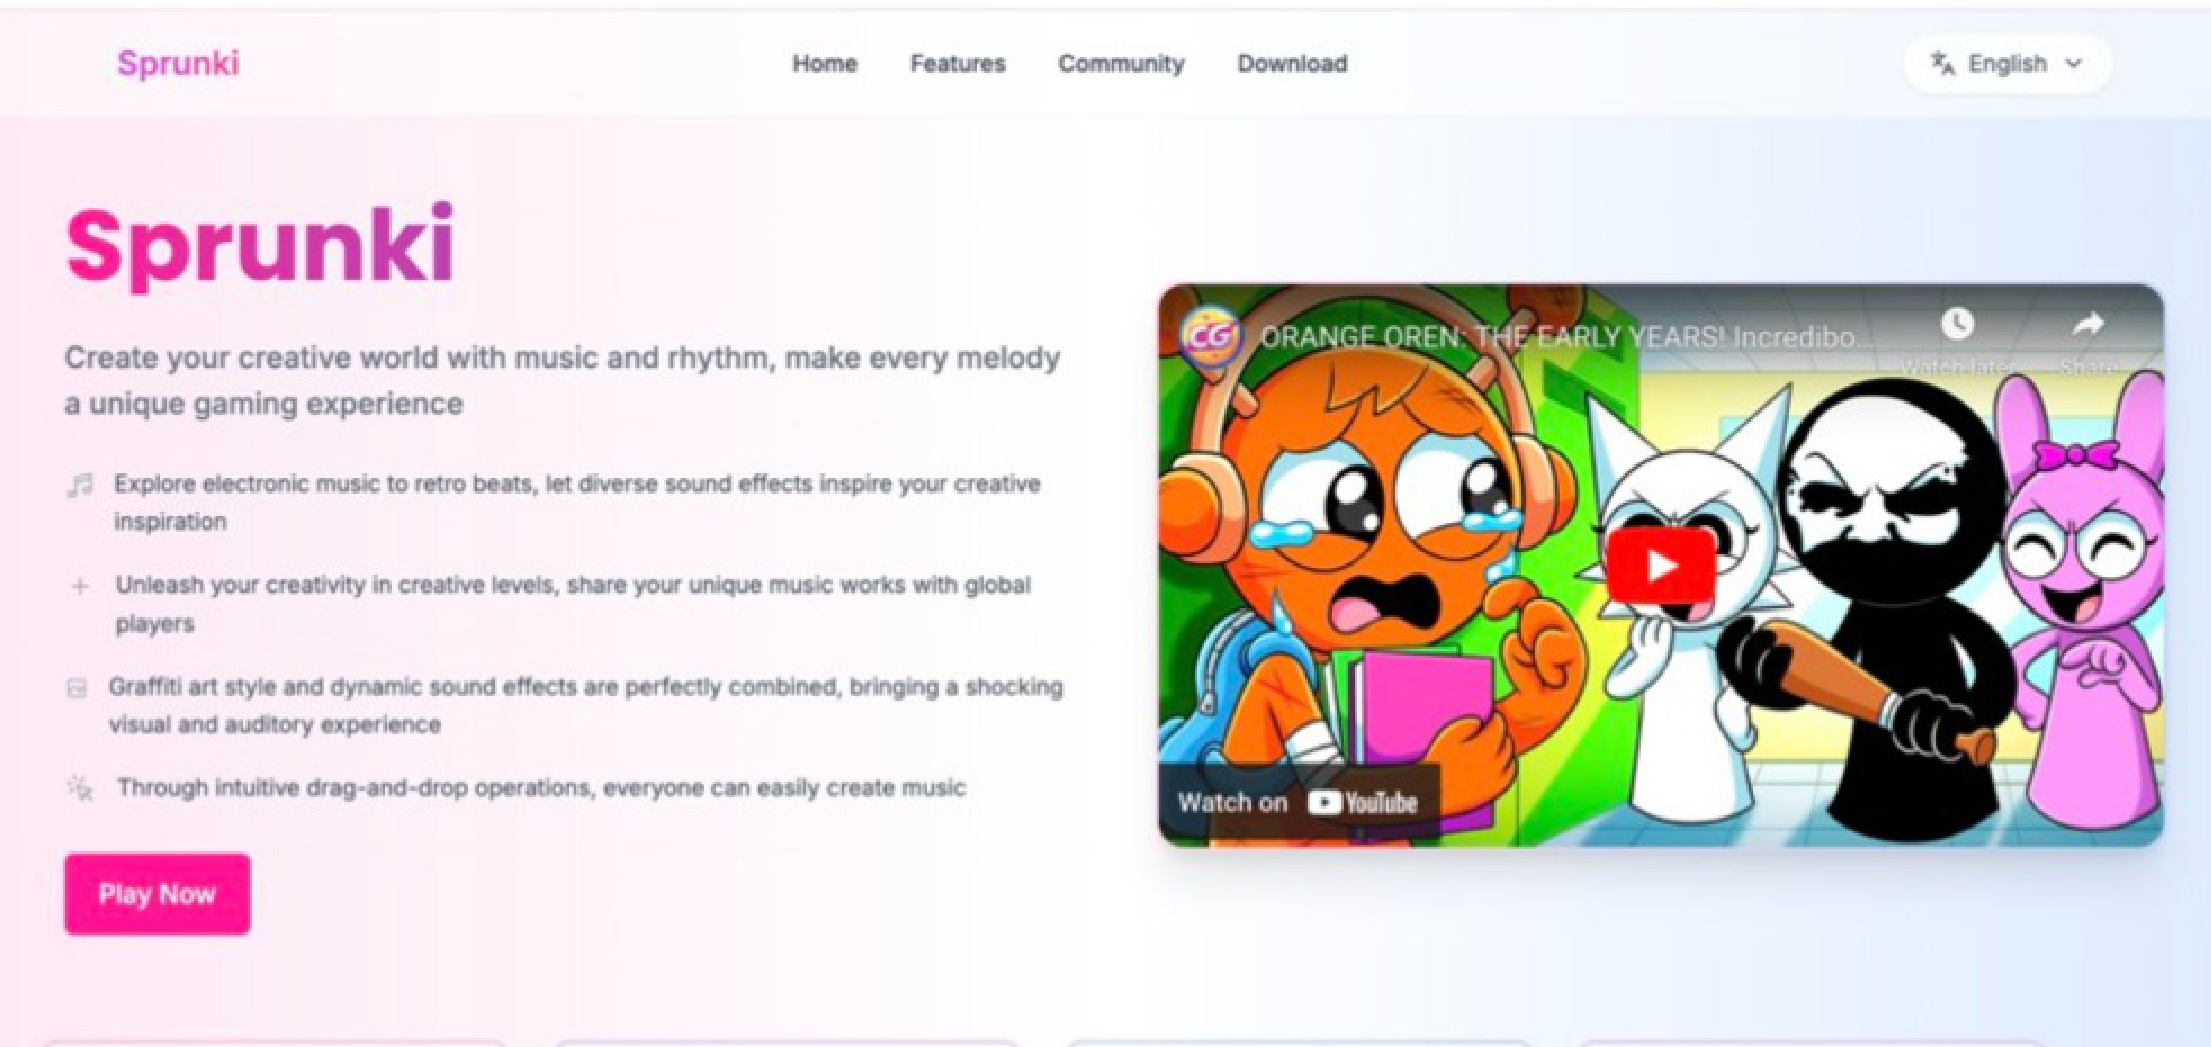 Sprunki
Home Features Community Download
English
Sprunki
Create your creative world with music and rhythm, make every melody
a unique gaming experience
Explore electronic music to retro beats, let diverse sound effects inspire your creative
inspiration
Unleash your creativity in creative levels, share your unique music works with global
players
Graffiti art style and dynamic sound effects are perfectly combined, bringing a shocking
visual and auditory experience
Through intuitive drag-and-drop operations, everyone can easily create music
Play Now
CG
ORANGE OREN: THE EARLY YEARS! Incredibo...
Watch later
Share
Watch on YouTube